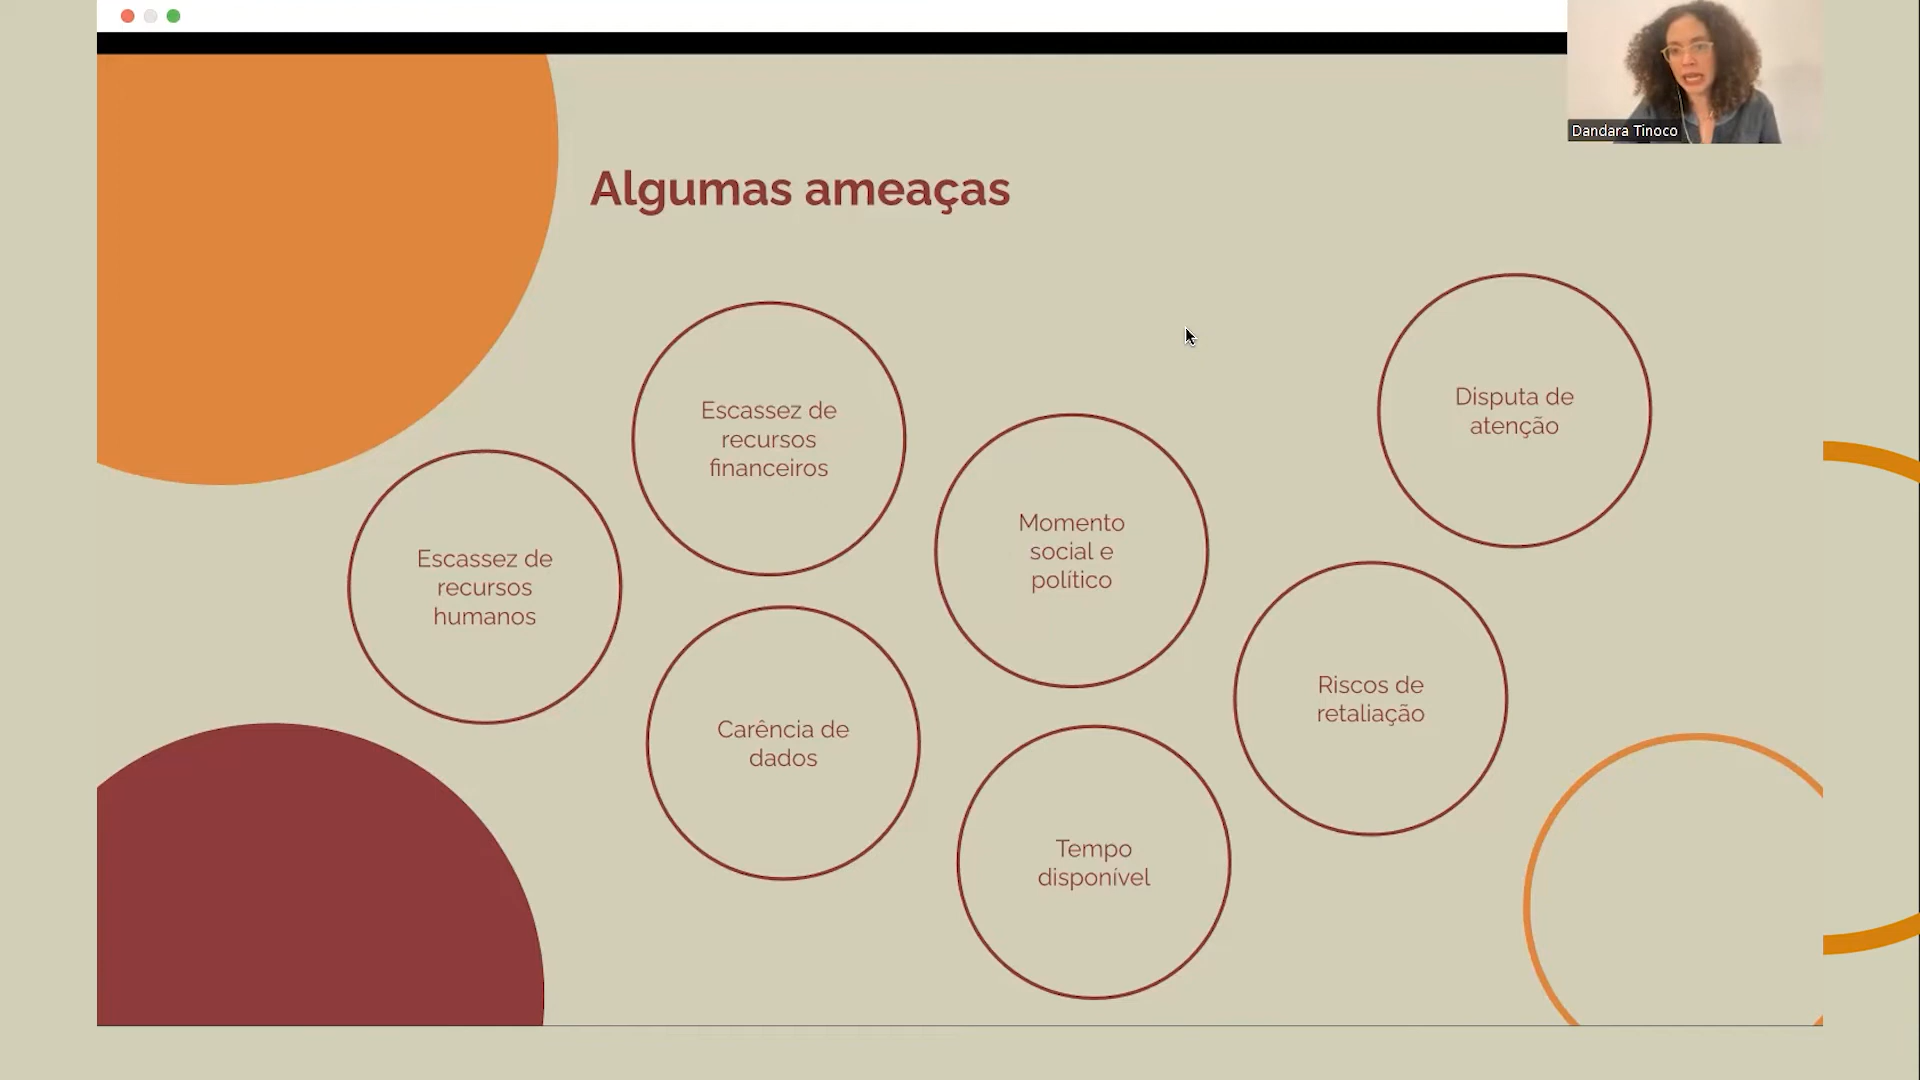 Dandara Tinoco
Algumas ameaças
Escassez de
recursos
financeiros
Disputa de
atenção
Momento
social e
político
Escassez de
recursos
humanos
Riscos de
retaliação
Carência de
dados
Tempo
disponível